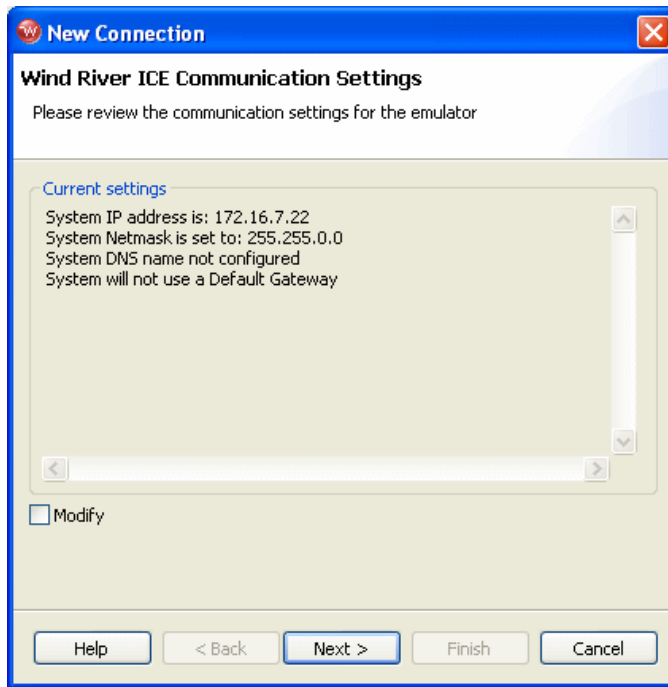 New Connection
Wind River ICE Communication Settings
Please review the communication settings for the emulator
Current settings
System IP address is: 172.16.7.22
System Netmask is set to: 255.255.0.0
System DNS name not configured
System will not use a Default Gateway
Modify
Help
< Back
Next >
Finish
Cancel